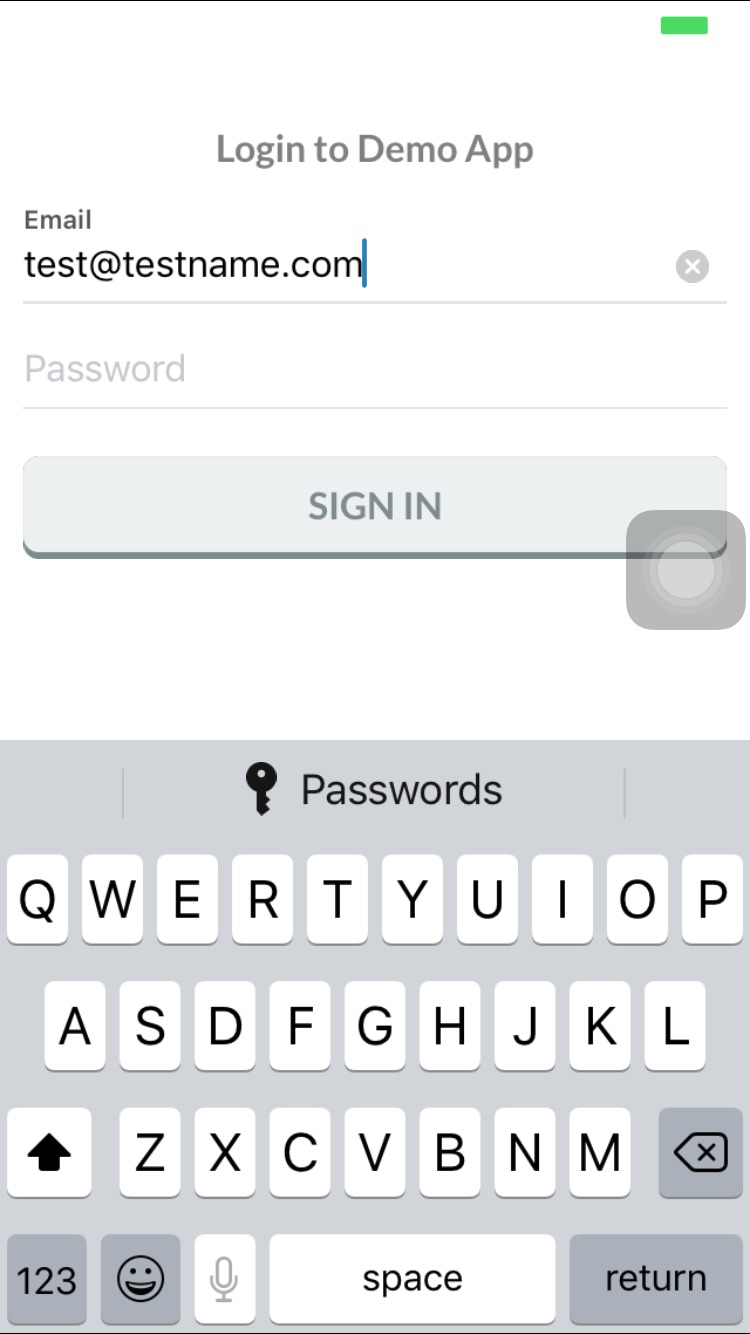 Login to Demo App
Email
test@testname.com
Password
SIGN IN
Passwords
Q W E R T Y U I O P
A S D F G H J K L
Z X C V B N M
123 space return